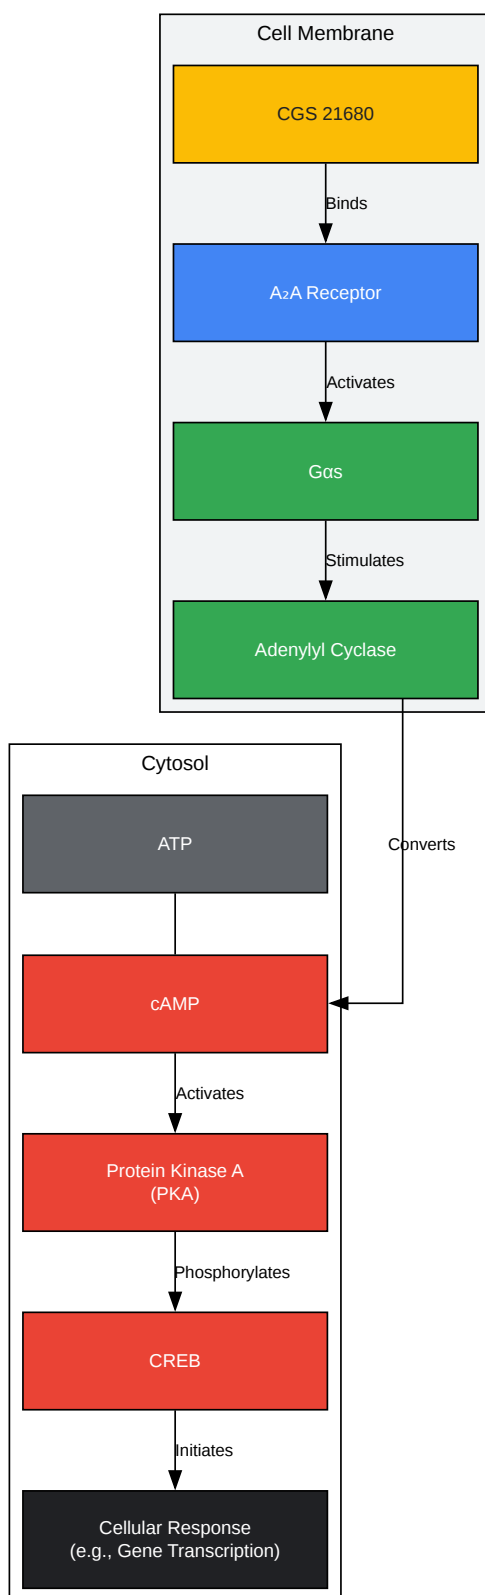 Cell Membrane
CGS 21680
Binds
A₂A Receptor
Activates
Gαs
Stimulates
Adenylyl Cyclase
Cytosol
ATP
Converts
cAMP
Activates
Protein Kinase A
(PKA)
Phosphorylates
CREB
Initiates
Cellular Response
(e.g., Gene Transcription)